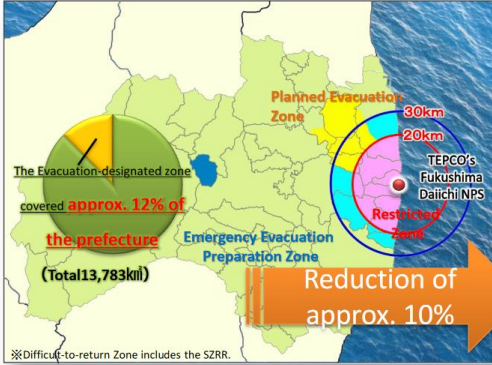 Planned Evacuation
Zone
30km
20km
TEPCO's
Fukushima
Daiichi NPS
Restricted
Zone
The Evacuation-designated zone
covered approx. 12% of
the prefecture
(Total13,783㎢)
Emergency Evacuation
Preparation Zone
Reduction of
approx. 10%
※Difficult-to-return Zone includes the SZRR.